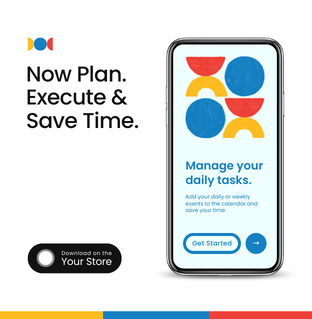 Now Plan.
Execute &
Save Time.
Manage your
daily tasks.
Add your daily or weekly
events to the calendar and
save your time.
Get Started
Download on the
Your Store